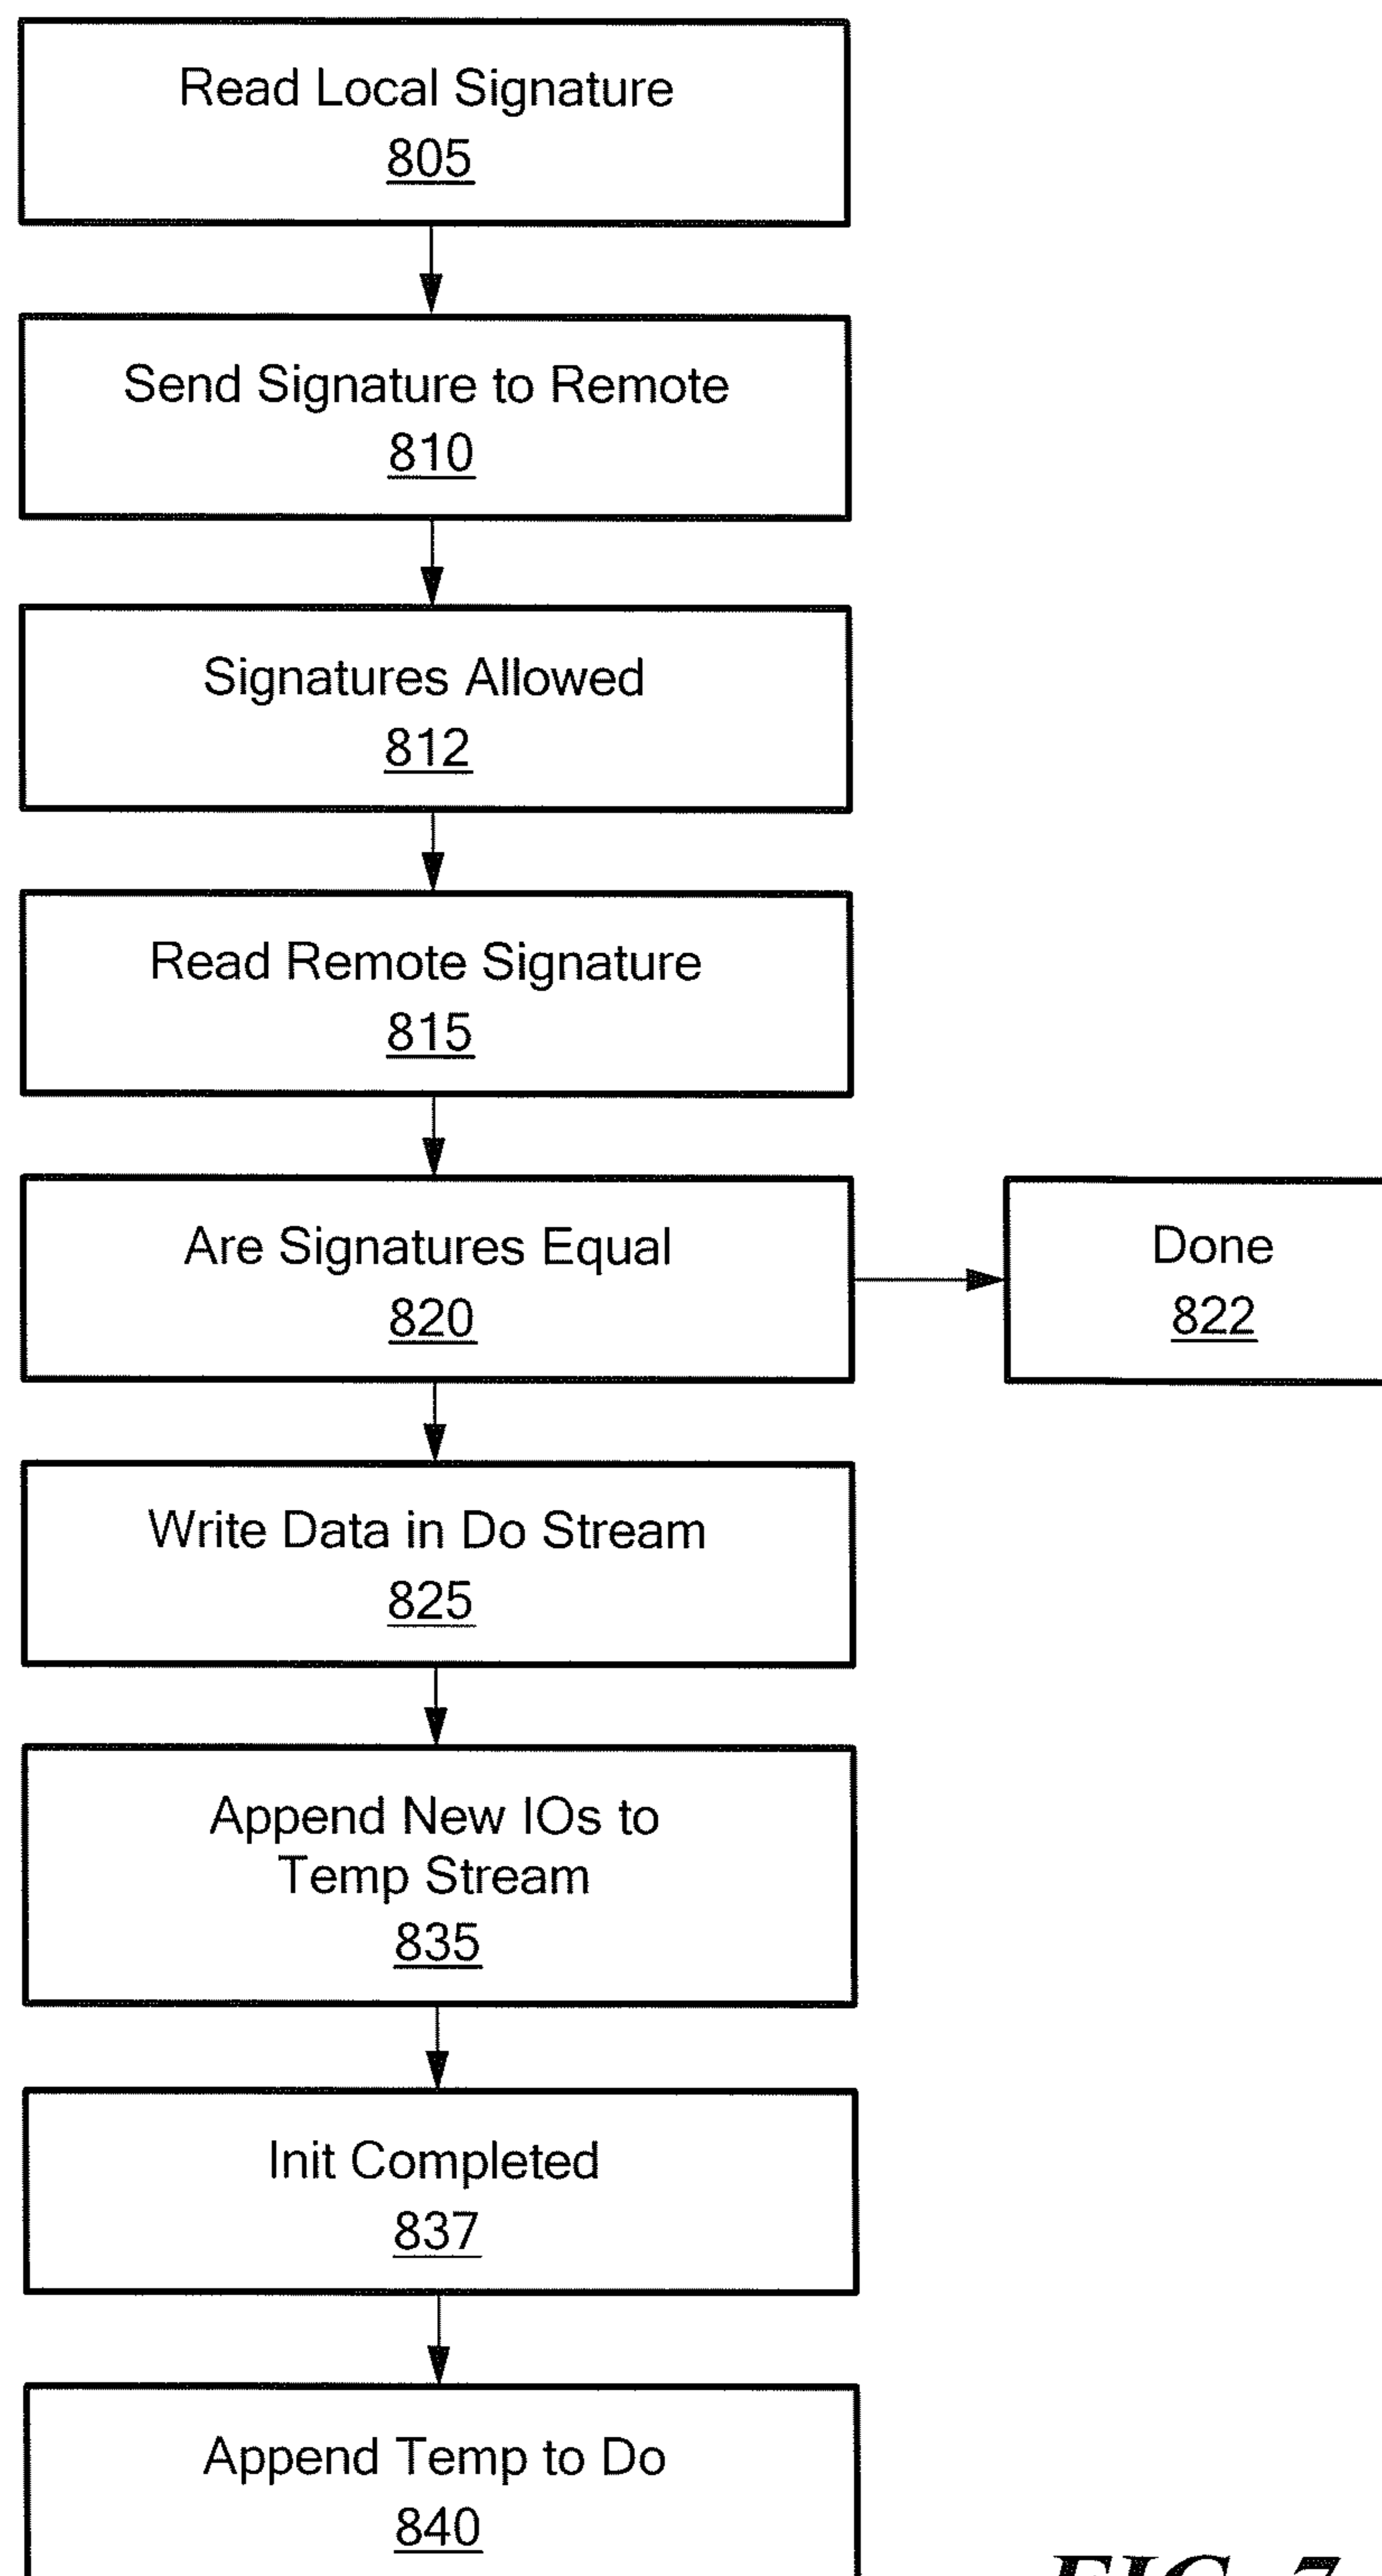 Read Local Signature
805
Send Signature to Remote
810
Signatures Allowed
812
Read Remote Signature
815
Are Signatures Equal
820
Done
822
Write Data in Do Stream
825
Append New IOs to
Temp Stream
835
Init Completed
837
Append Temp to Do
840
FIG. 7